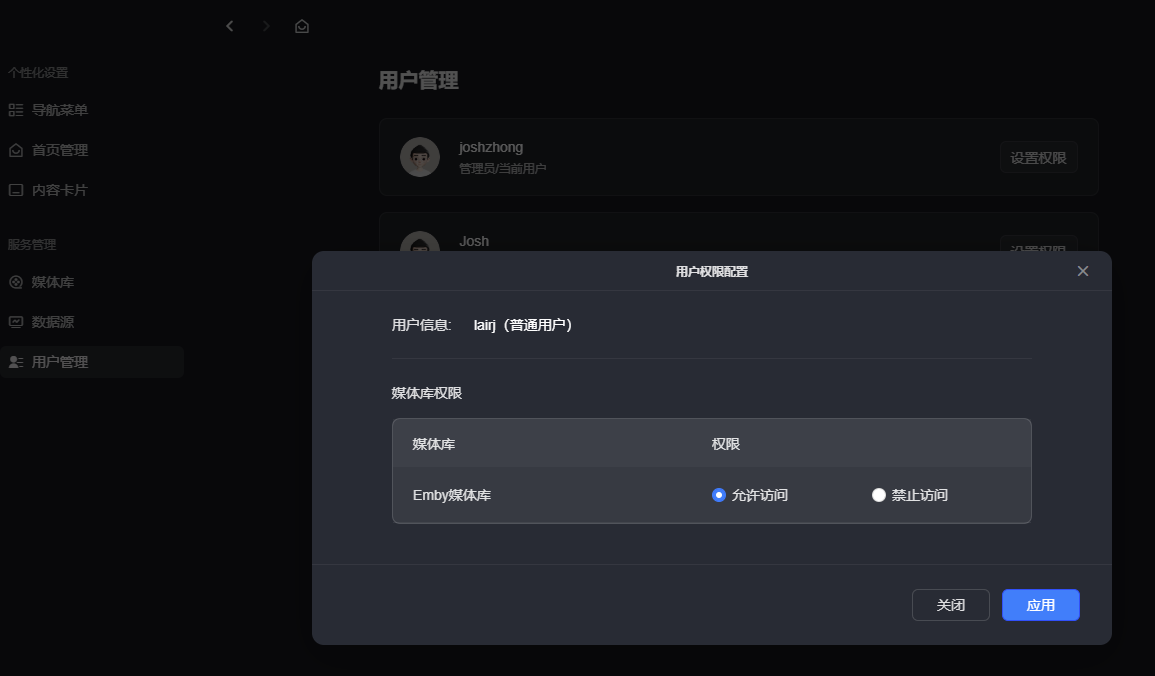 个性化设置
导航菜单
首页管理
内容卡片
服务管理
媒体库
数据源
用户管理
用户管理
joshzhong
管理员/当前用户
设置权限
Josh
设置权限
用户权限配置
用户信息: lairj（普通用户）
媒体库权限
媒体库 权限
Emby媒体库 允许访问 禁止访问
关闭 应用